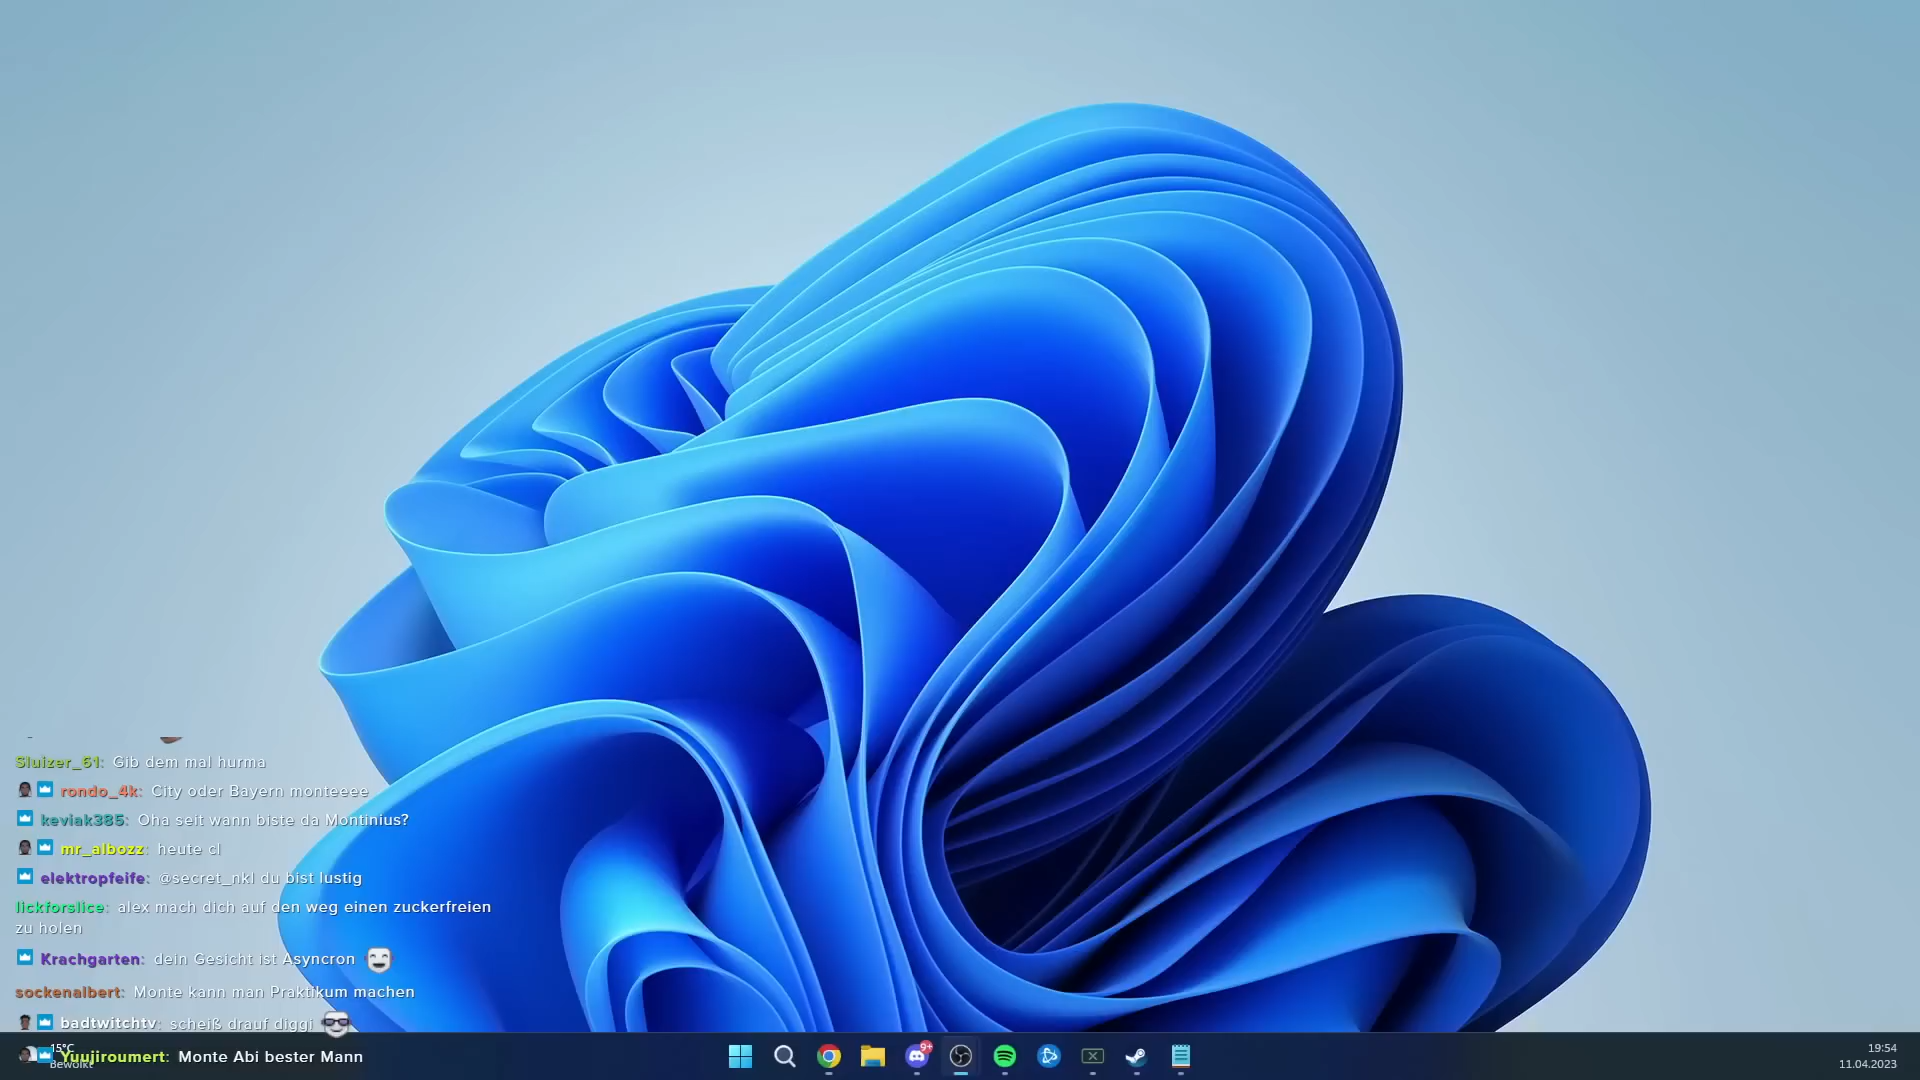 Sluizer_61: Gib dem mal hurma
rondo_4k: City oder Bayern monteeee
keviak385: Oha seit wann biste da Montinius?
mr_albozz: heute cl
elektropfeife: @secret_nkl du bist lustig
lickforslice: alex mach dich auf den weg einen zuckerfreien
zu holen
Krachgarten: dein Gesicht ist Asyncron
sockenalbert: Monte kann man Praktikum machen
badtwitchtv: scheiß drauf diggi
15°C
Yuujiroumert: Monte Abi bester Mann
Bewölkt
9+
19:54
11.04.2023